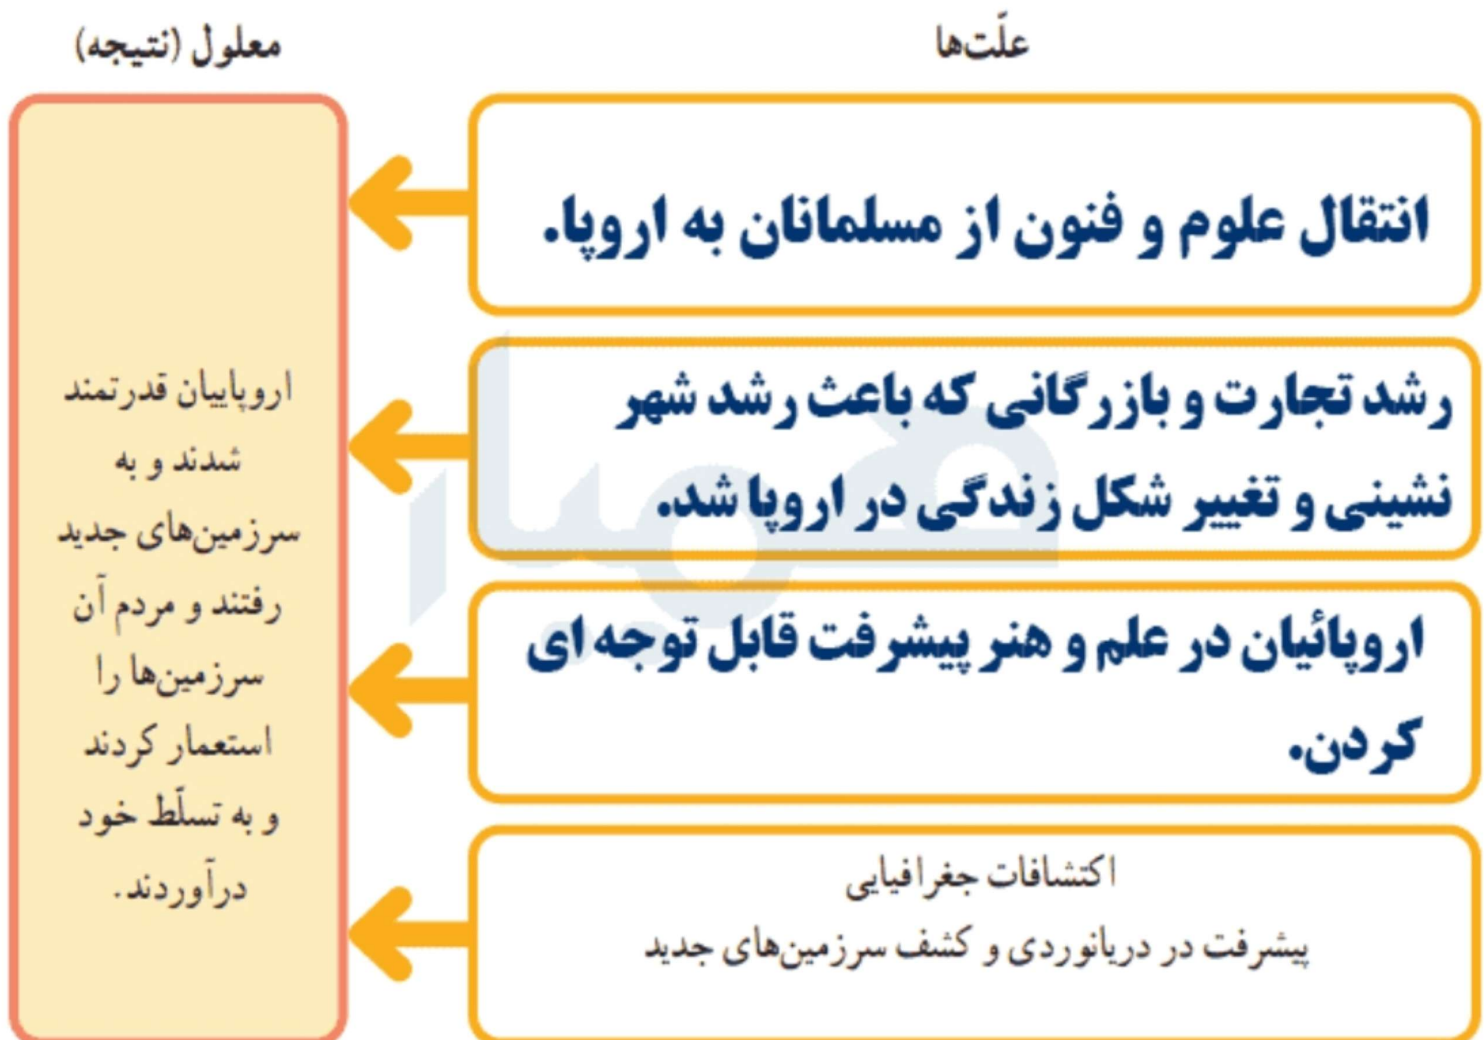 علّت‌ها
معلول (نتیجه)
انتقال علوم و فنون از مسلمانان به اروپا.
رشد تجارت و بازرگانی که باعث رشد شهر
نشینی و تغییر شکل زندگی در اروپا شد.
اروپائیان در علم و هنر پیشرفت قابل توجه ای
کردن.
اکتشافات جغرافیایی
پیشرفت در دریانوردی و کشف سرزمین‌های جدید
اروپاییان قدرتمند
شدند و به
سرزمین‌های جدید
رفتند و مردم آن
سرزمین‌ها را
استعمار کردند
و به تسلّط خود
درآوردند.
همیار